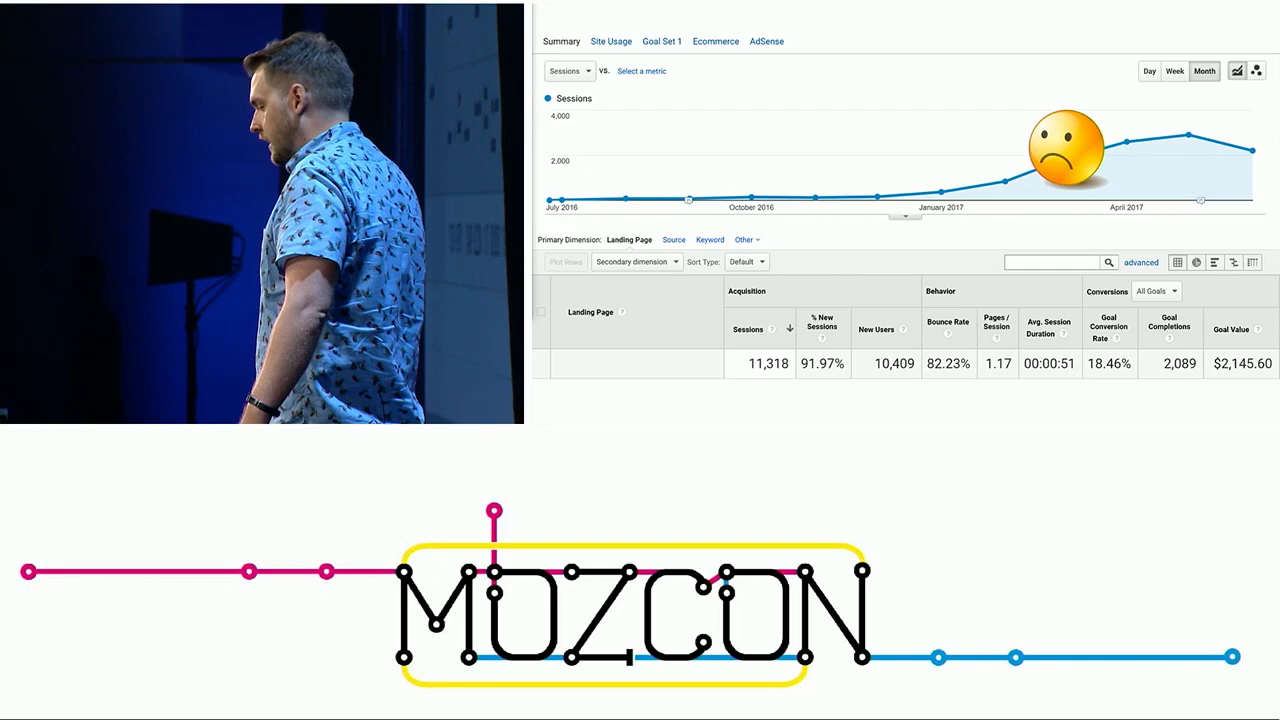 Summary Site Usage Goal Set 1 Ecommerce AdSense
Sessions VS. Select a metric Day Week Month
Sessions
4,000
2,000
July 2016 October 2016 January 2017 April 2017
Primary Dimension: Landing Page Source Keyword Other
Plot Rows Secondary dimension Sort Type: Default advanced
Acquisition Behavior Conversions All Goals
Landing Page ? Sessions ? % New Sessions ? New Users ? Bounce Rate ? Pages / Session ? Avg. Session Duration ? Goal Conversion Rate ? Goal Completions ? Goal Value ?
11,318 91.97% 10,409 82.23% 1.17 00:00:51 18.46% 2,089 $2,145.60
MOZCON